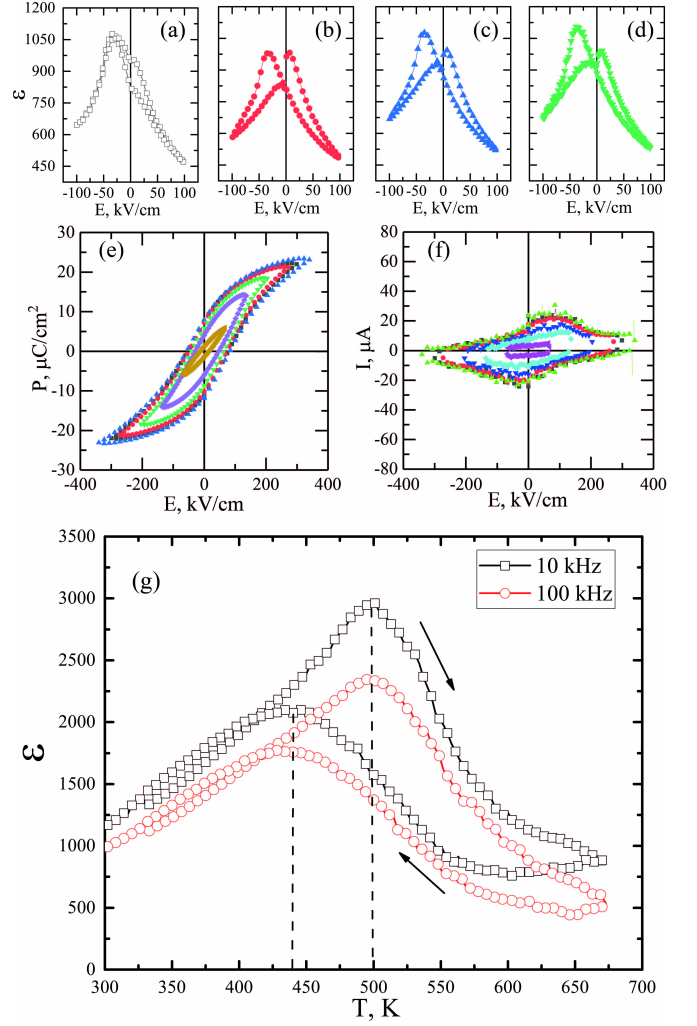 (a) (b) (c) (d)
1200
1050
900
750
600
450
ε
-100 -50 0 50 100 -100 -50 0 50 100 -100 -50 0 50 100 -100 -50 0 50 100
E, kV/cm E, kV/cm E, kV/cm E, kV/cm
(e) (f)
30
20
10
0
-10
-20
-30
P, μC/cm²
-400 -200 0 200 400
E, kV/cm
80
60
40
20
0
-20
-40
-60
-80
I, μA
-400 -200 0 200 400
E, kV/cm
(g)
10 kHz
100 kHz
3500
3000
2500
2000
1500
1000
500
0
ε
300 350 400 450 500 550 600 650 700
T, K